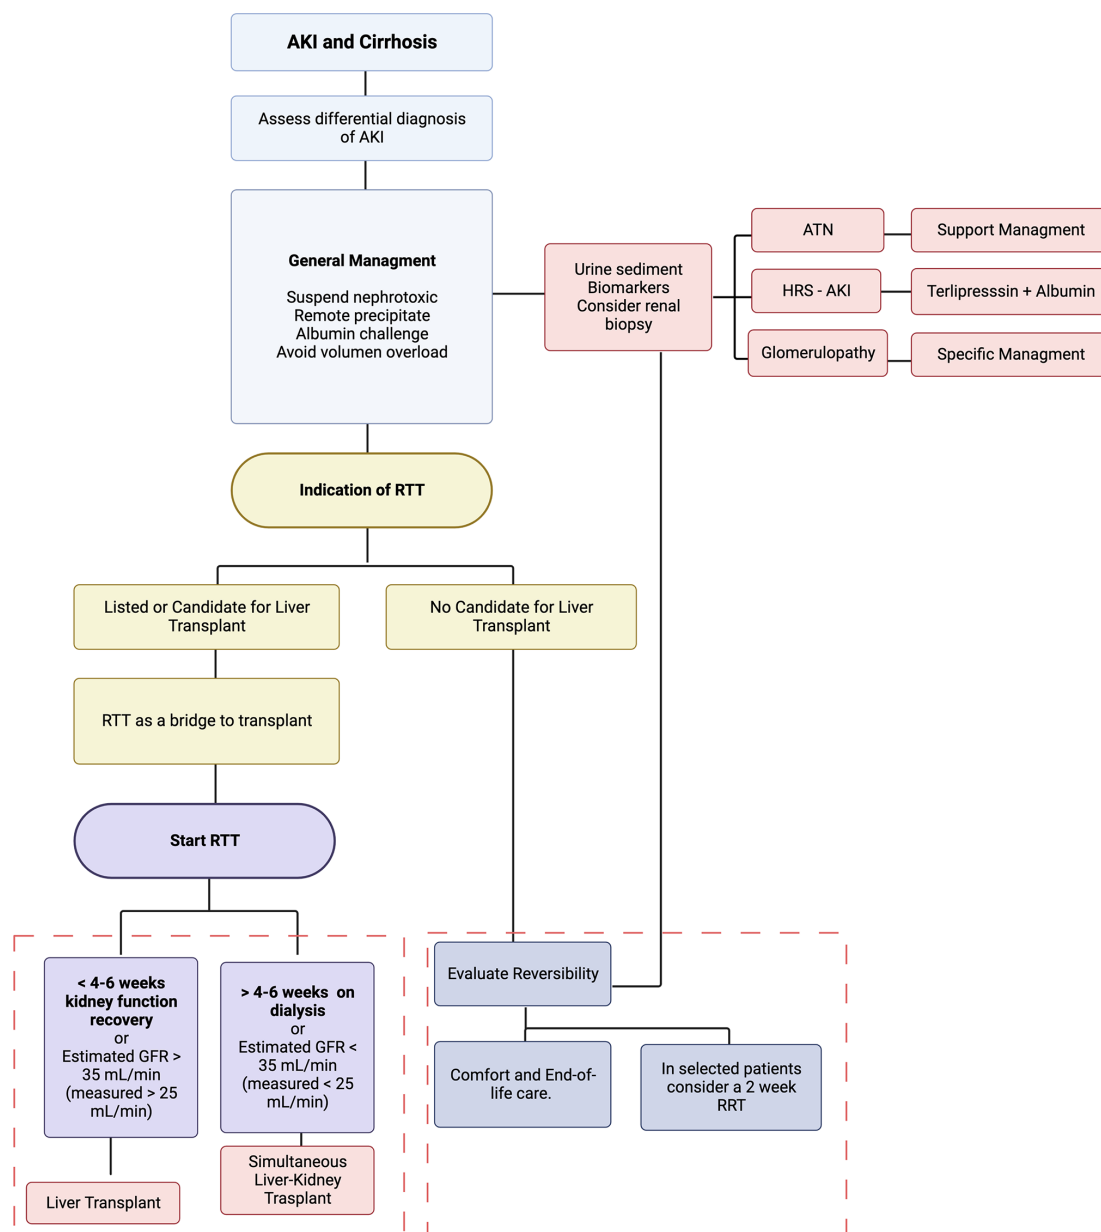 AKI and Cirrhosis
Assess differential diagnosis
of AKI
General Managment
Suspend nephrotoxic
Remote precipitate
Albumin challenge
Avoid volumen overload
Urine sediment
Biomarkers
Consider renal
biopsy
ATN
Support Managment
HRS - AKI
Terlipresssin + Albumin
Glomerulopathy
Specific Managment
Indication of RTT
Listed or Candidate for Liver
Transplant
No Candidate for Liver
Transplant
RTT as a bridge to transplant
Start RTT
< 4-6 weeks
kidney function
recovery
or
Estimated GFR >
35 mL/min
(measured > 25
mL/min)
> 4-6 weeks on
dialysis
or
Estimated GFR <
35 mL/min
(measured < 25
mL/min)
Liver Transplant
Simultaneous
Liver-Kidney
Trasplant
Evaluate Reversibility
Comfort and End-of-
life care.
In selected patients
consider a 2 week
RRT